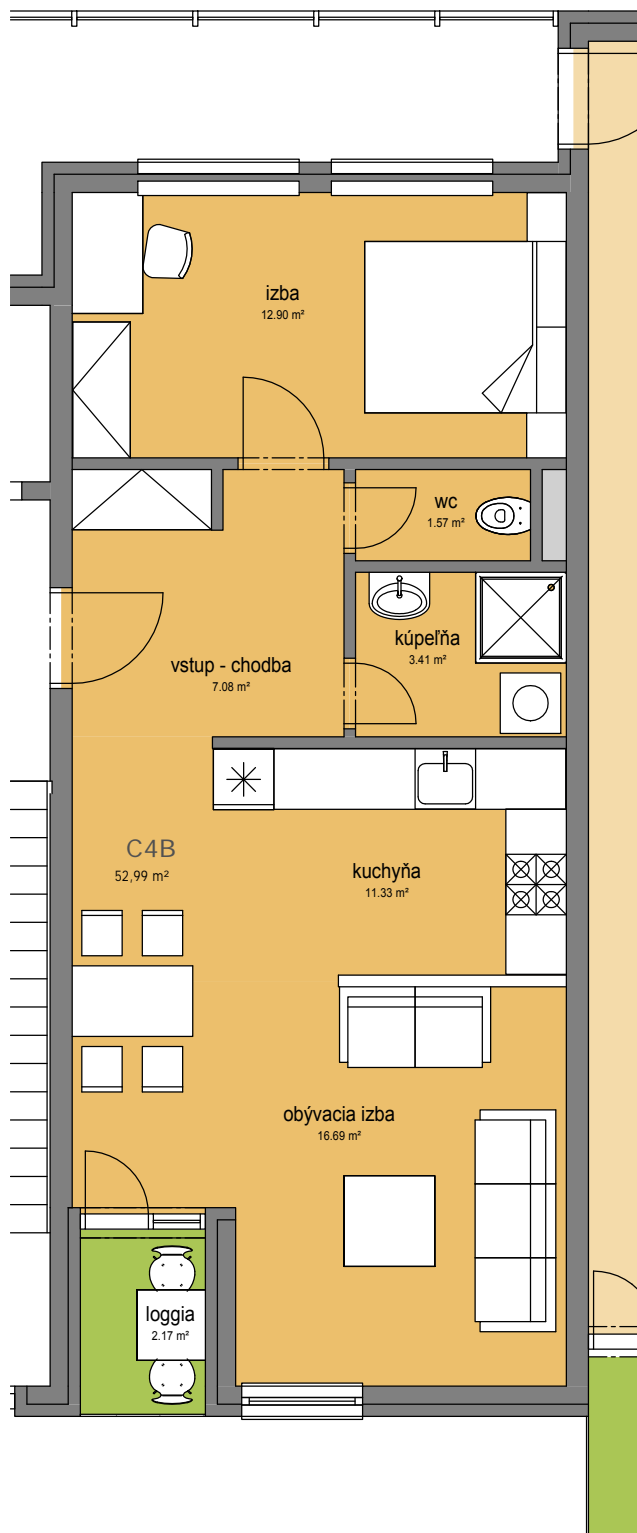 izba
12.90 m²
wc
1.57 m²
kúpeľňa
3.41 m²
vstup - chodba
7.08 m²
C4B
52,99 m²
kuchyňa
11.33 m²
obývacia izba
16.69 m²
loggia
2.17 m²